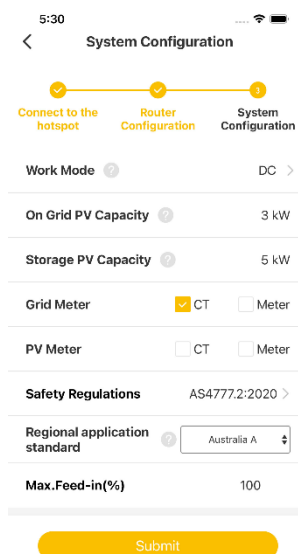 5:30
System Configuration
3
Connect to the hotspot
Router Configuration
System Configuration
Work Mode ? DC
On Grid PV Capacity ? 3 kW
Storage PV Capacity ? 5 kW
Grid Meter CT Meter
PV Meter CT Meter
Safety Regulations AS4777.2:2020
Regional application
standard ? Australia A
Max.Feed-in(%) 100
Submit